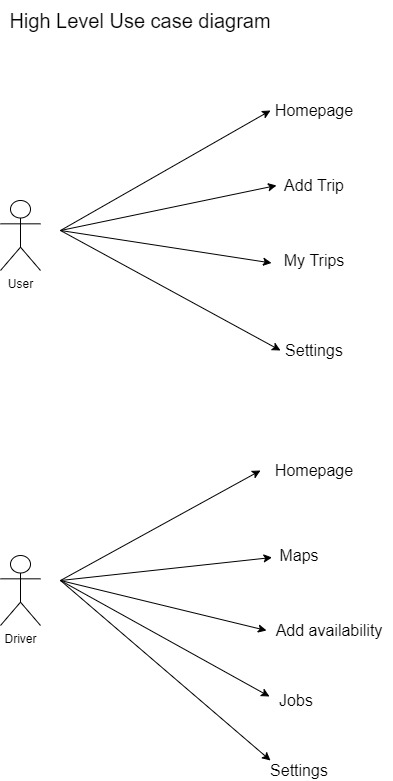 High Level Use case diagram
Homepage
Add Trip
My Trips
User
Settings
Homepage
Maps
Add availability
Driver
Jobs
Settings